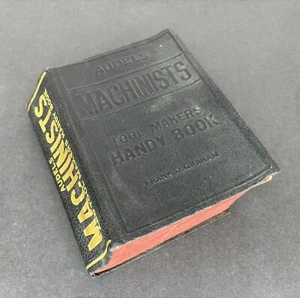 AUDELS
MACHINISTS
TOOL MAKERS
HANDY BOOK
FRANK D. GRAHAM
AUDELS
MACHINISTS